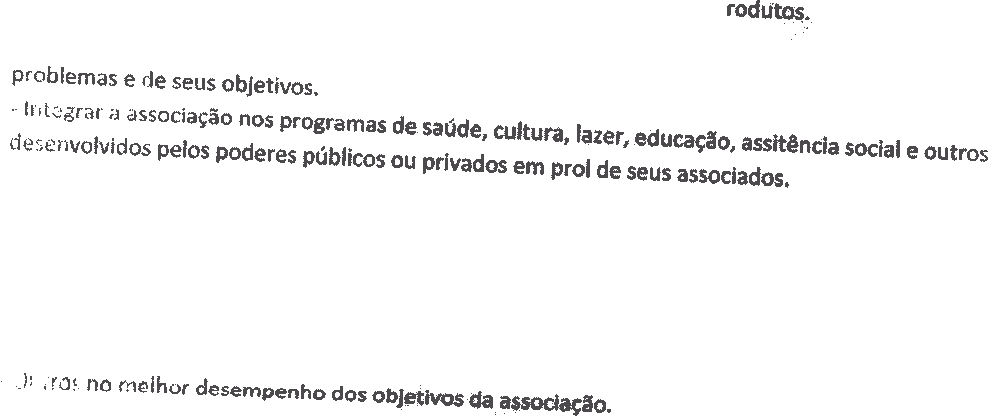 rodutos.
problemas e de seus objetivos.
- Integrar a associação nos programas de saúde, cultura, lazer, educação, assitência social e outros
desenvolvidos pelos poderes públicos ou privados em prol de seus associados.
no melhor desempenho dos objetivos da associação.